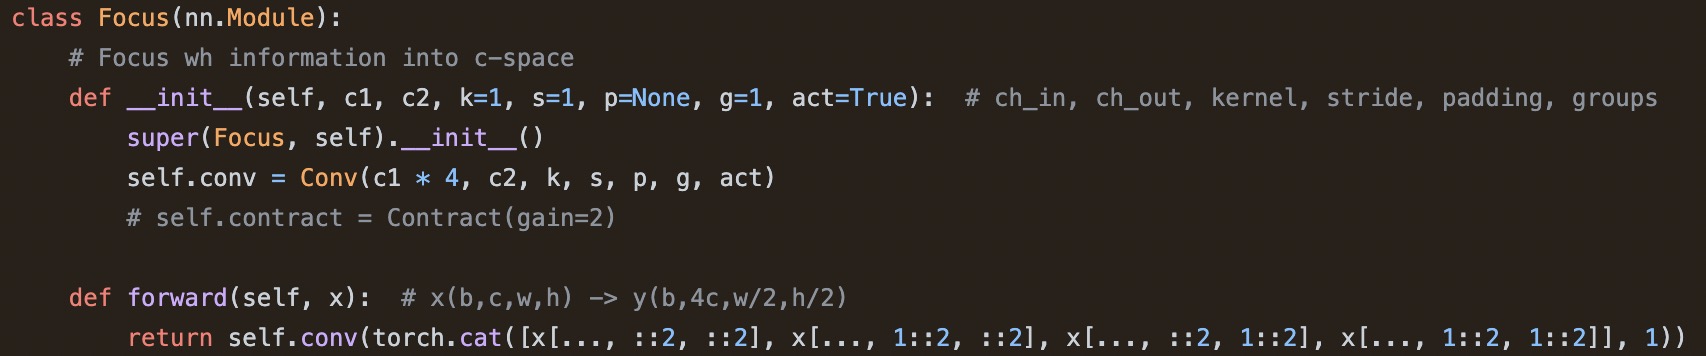 class Focus(nn.Module):
    # Focus wh information into c-space
    def __init__(self, c1, c2, k=1, s=1, p=None, g=1, act=True):  # ch_in, ch_out, kernel, stride, padding, groups
        super(Focus, self).__init__()
        self.conv = Conv(c1 * 4, c2, k, s, p, g, act)
        # self.contract = Contract(gain=2)

    def forward(self, x):  # x(b,c,w,h) -> y(b,4c,w/2,h/2)
        return self.conv(torch.cat([x[..., ::2, ::2], x[..., 1::2, ::2], x[..., ::2, 1::2], x[..., 1::2, 1::2]], 1))